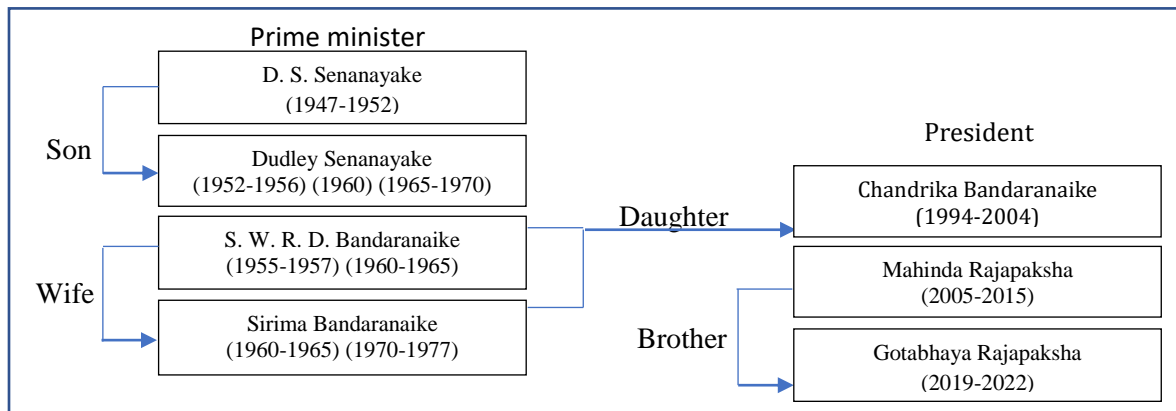 Prime minister
D. S. Senanayake
(1947-1952)
Son
Dudley Senanayake
(1952-1956) (1960) (1965-1970)
S. W. R. D. Bandaranaike
(1955-1957) (1960-1965)
Wife
Sirima Bandaranaike
(1960-1965) (1970-1977)
Daughter
President
Chandrika Bandaranaike
(1994-2004)
Mahinda Rajapaksha
(2005-2015)
Brother
Gotabhaya Rajapaksha
(2019-2022)